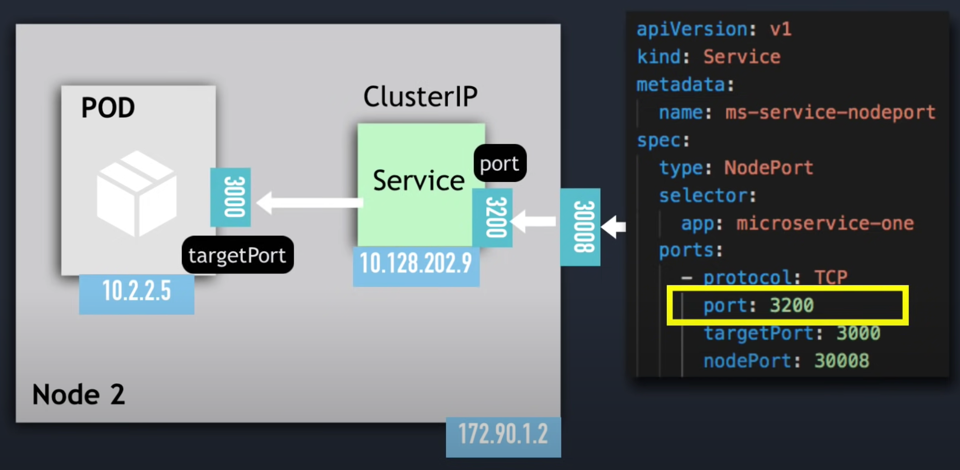 POD
3000
targetPort
10.2.2.5
ClusterIP
Service
port
3200
10.128.202.9
30008
Node 2
172.90.1.2
apiVersion: v1
kind: Service
metadata:
name: ms-service-nodeport
spec:
type: NodePort
selector:
app: microservice-one
ports:
- protocol: TCP
port: 3200
targetPort: 3000
nodePort: 30008